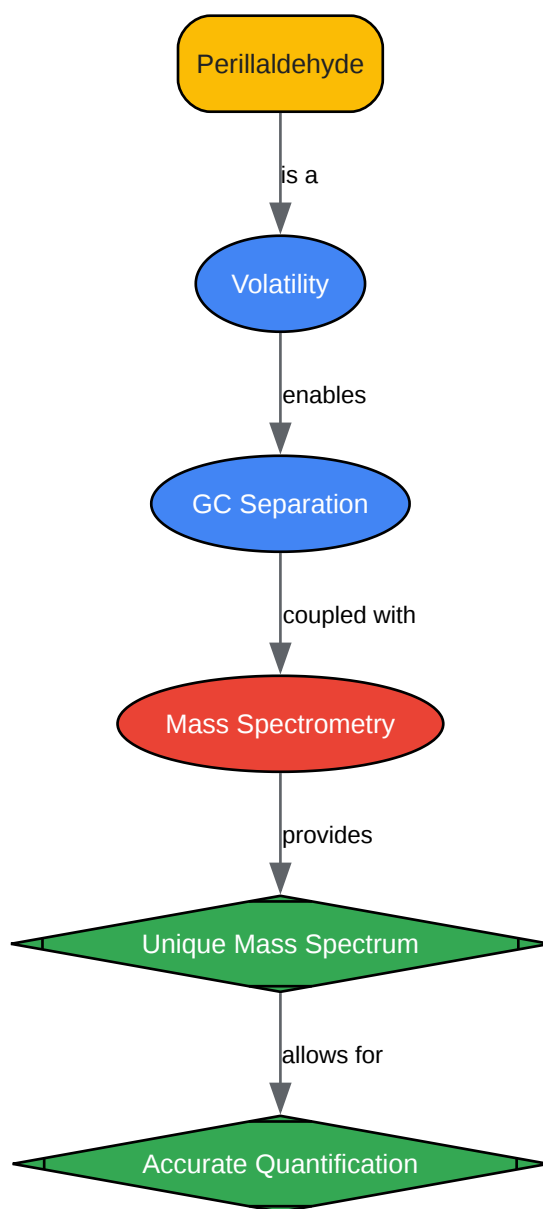 Perillaldehyde
is a
Volatility
enables
GC Separation
coupled with
Mass Spectrometry
provides
Unique Mass Spectrum
allows for
Accurate Quantification